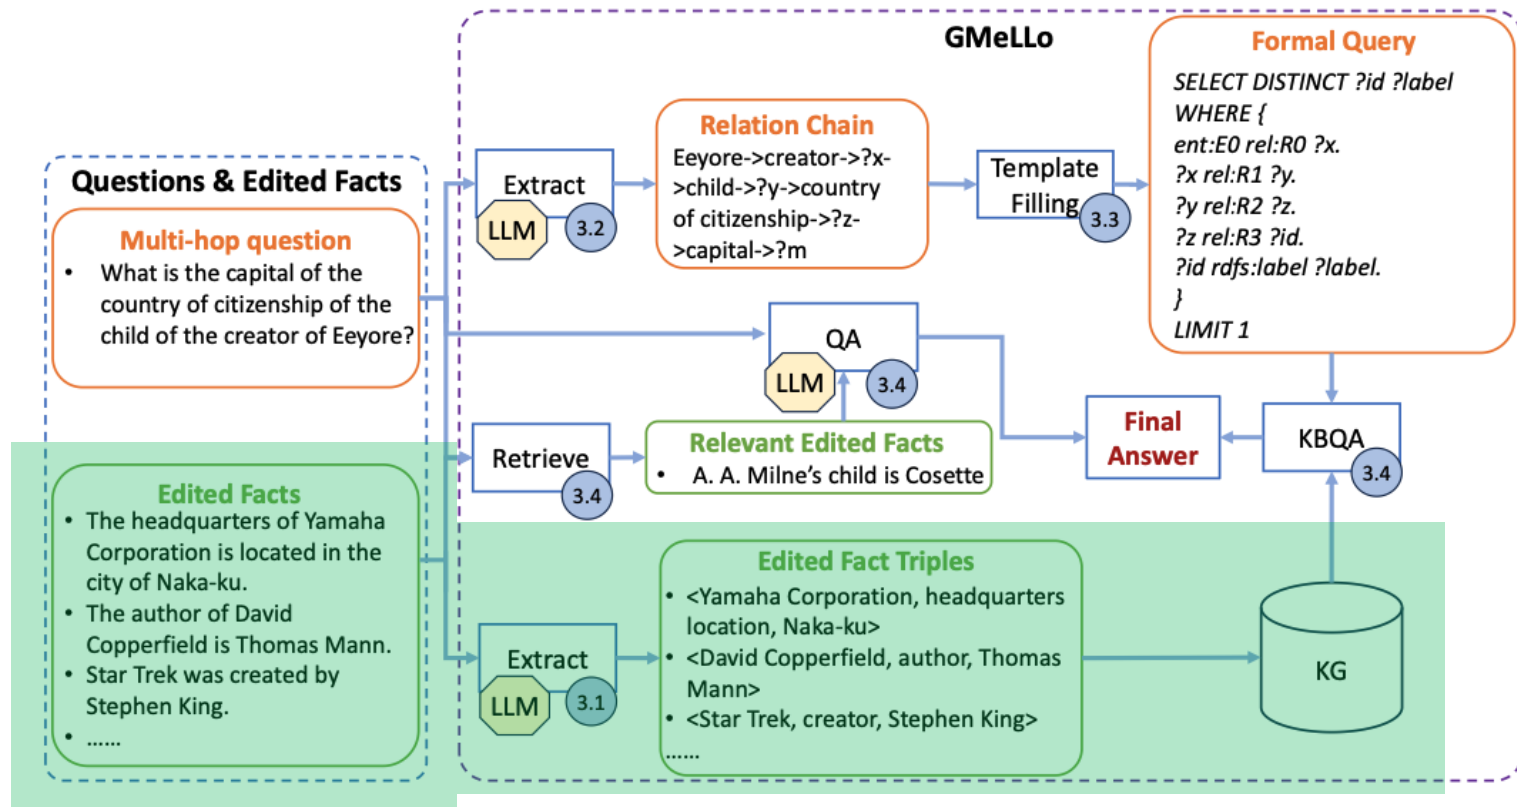 GMeLLo
Questions & Edited Facts
Multi-hop question
• What is the capital of the
country of citizenship of the
child of the creator of Eeyore?
Edited Facts
• The headquarters of Yamaha
Corporation is located in the
city of Naka-ku.
• The author of David
Copperfield is Thomas Mann.
• Star Trek was created by
Stephen King.
• ......
Extract
LLM
3.2
Relation Chain
Eeyore->creator->?x-
>child->?y->country
of citizenship->?z-
>capital->?m
Template
Filling
3.3
Formal Query
SELECT DISTINCT ?id ?label
WHERE {
ent:E0 rel:R0 ?x.
?x rel:R1 ?y.
?y rel:R2 ?z.
?z rel:R3 ?id.
?id rdfs:label ?label.
}
LIMIT 1
QA
LLM
3.4
Retrieve
3.4
Relevant Edited Facts
• A. A. Milne’s child is Cosette
Final
Answer
KBQA
3.4
Extract
LLM
3.1
Edited Fact Triples
• <Yamaha Corporation, headquarters
location, Naka-ku>
• <David Copperfield, author, Thomas
Mann>
• <Star Trek, creator, Stephen King>
......
KG